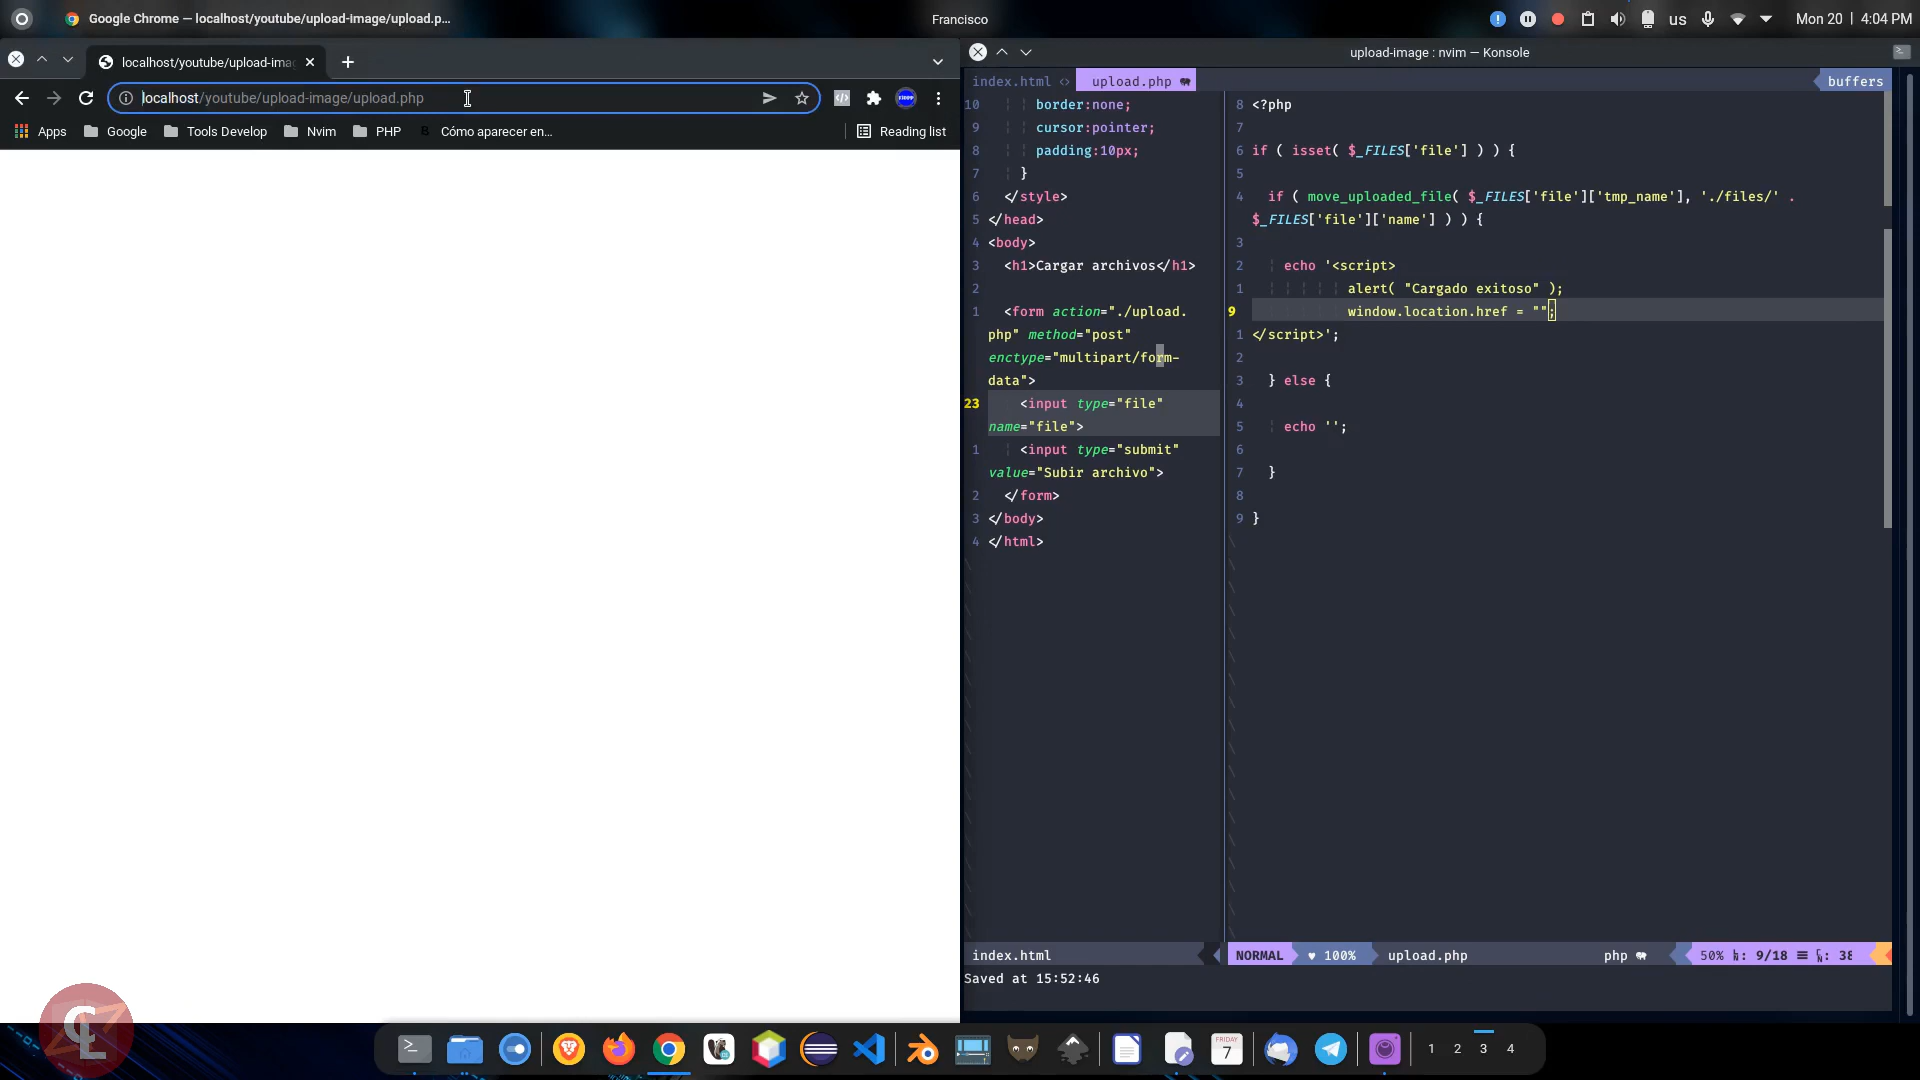 Google Chrome — localhost/youtube/upload-image/upload.p...
Francisco
us
Mon 20 | 4:04 PM
localhost/youtube/upload-ima
localhost/youtube/upload-image/upload.php
Apps
Google
Tools Develop
Nvim
PHP
B
Cómo aparecer en...
Reading list
upload-image : nvim — Konsole
index.html <>
upload.php
buffers
10 border:none;
9 cursor:pointer;
8 padding:10px;
7 }
6 </style>
5 </head>
4 <body>
3 <h1>Cargar archivos</h1>
2
1 <form action="./upload.
php" method="post"
enctype="multipart/form-
data">
23 <input type="file"
name="file">
1 <input type="submit"
value="Subir archivo">
2 </form>
3 </body>
4 </html>
8 <?php
7
6 if ( isset( $_FILES['file'] ) ) {
5
4 if ( move_uploaded_file( $_FILES['file']['tmp_name'], './files/' .
$_FILES['file']['name'] ) ) {
3
2 echo '<script>
1 alert( "Cargado exitoso" );
9 window.location.href = "";
1 </script>';
2
3 } else {
4
5 echo '';
6
7 }
8
9 }
index.html
NORMAL ♥ 100% upload.php
php
50% 9/18 ≡ : 38
Saved at 15:52:46
CL
FRIDAY
7
1 2 3 4